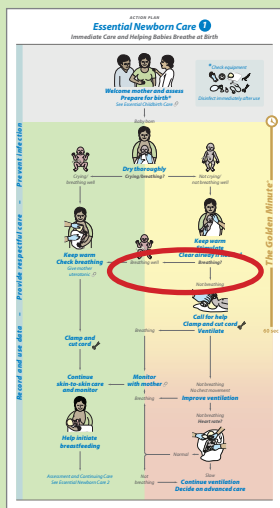 ACTION PLAN
Essential Newborn Care 1
Immediate Care and Helping Babies Breathe at Birth
Welcome mother and assess
Prepare for birth*
See Essential Childbirth Care
*Check equipment
Disinfect immediately after use
Baby born
Dry thoroughly
Crying/breathing?
Crying/
breathing well
Not crying/
not breathing well
Keep warm
Check breathing
Give mother
uterotonic
Keep warm
Stimulate
Clear airway if
Breathing well
Breathing?
Not breathing
Call for help
Clamp and cut cord
Ventilate
Breathing
Clamp and
cut cord
Continue
skin-to-skin care
and monitor
Monitor
with mother
Not breathing
No chest movement
Breathing
Improve ventilation
Not breathing
Heart rate?
Help initiate
breastfeeding
Normal
Slow
Assessment and Continuing Care
See Essential Newborn Care 2
Not
breathing
Continue ventilation
Decide on advanced care
Prevent infection
Provide respectful care
Record and use data
The Golden Minute
60 sec